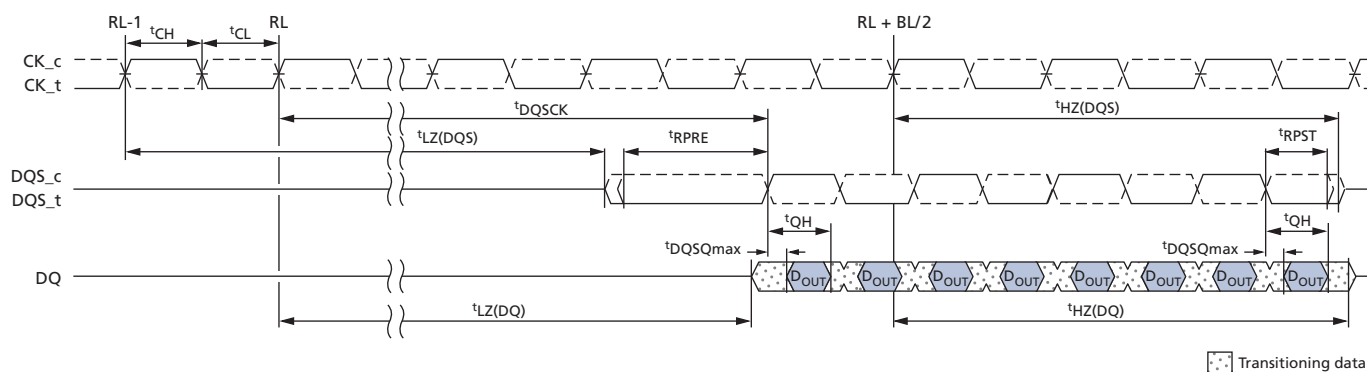 RL-1
RL
RL + BL/2
tCH
tCL
CK_c
CK_t
tDQSCK
tHZ(DQS)
tLZ(DQS)
tRPRE
tRPST
DQS_c
DQS_t
tQH
tQH
tDQSQmax
tDQSQmax
DQ
DOUT DOUT DOUT DOUT DOUT DOUT DOUT DOUT
tLZ(DQ)
tHZ(DQ)
Transitioning data